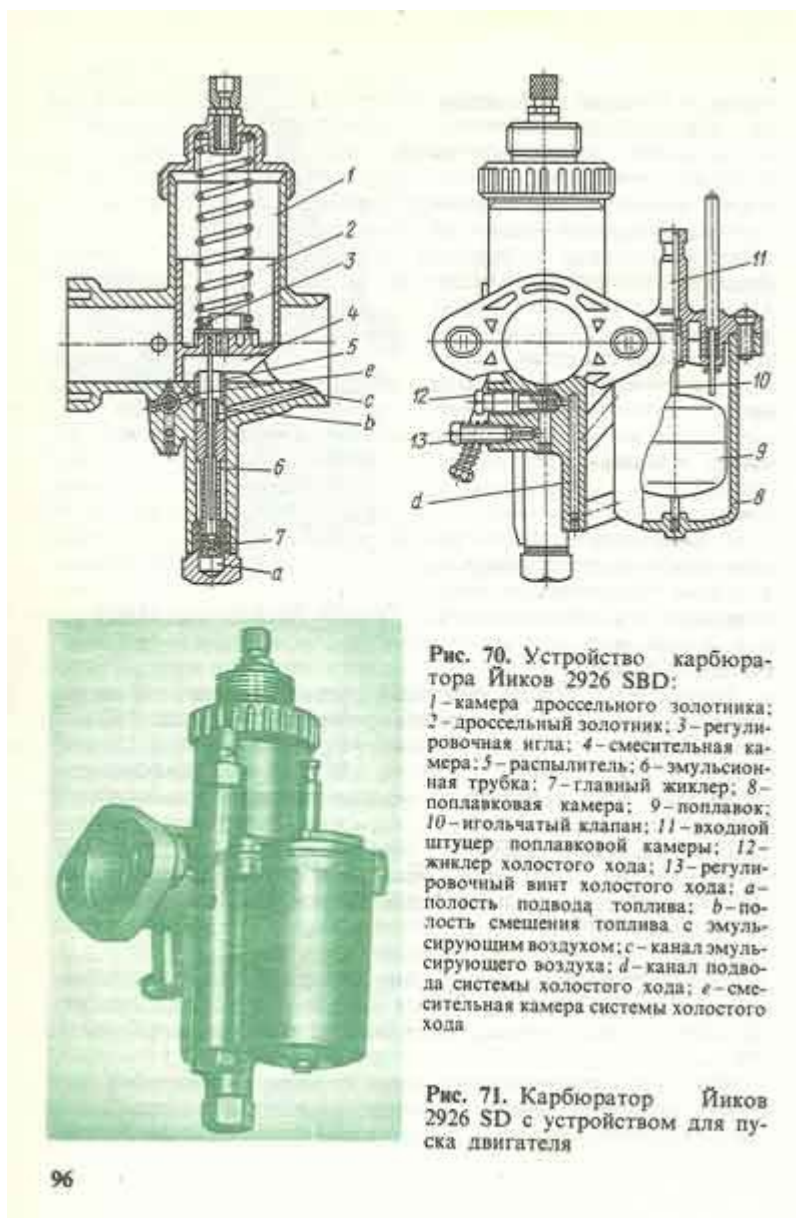 1
2
3
4
5
e
c
b
6
7
a
11
12
10
13
9
d
8
Рис. 70. Устройство карбюра-
тора Йиков 2926 SBD:
1 – камера дроссельного золотника;
2 – дроссельный золотник; 3 – регули-
ровочная игла; 4 – смесительная ка-
мера; 5 – распылитель; 6 – эмульсион-
ная трубка; 7 – главный жиклер; 8 –
поплавковая камера; 9 – поплавок;
10 – игольчатый клапан; 11 – входной
штуцер поплавковой камеры; 12 –
жиклер холостого хода; 13 – регули-
ровочный винт холостого хода; a –
полость подвода топлива; b – по-
лость смешения топлива с эмуль-
сирующим воздухом; c – канал эмуль-
сирующего воздуха; d – канал подво-
да системы холостого хода; e – сме-
сительная камера системы холостого
хода
Рис. 71. Карбюратор Йиков
2926 SD с устройством для пу-
ска двигателя
96